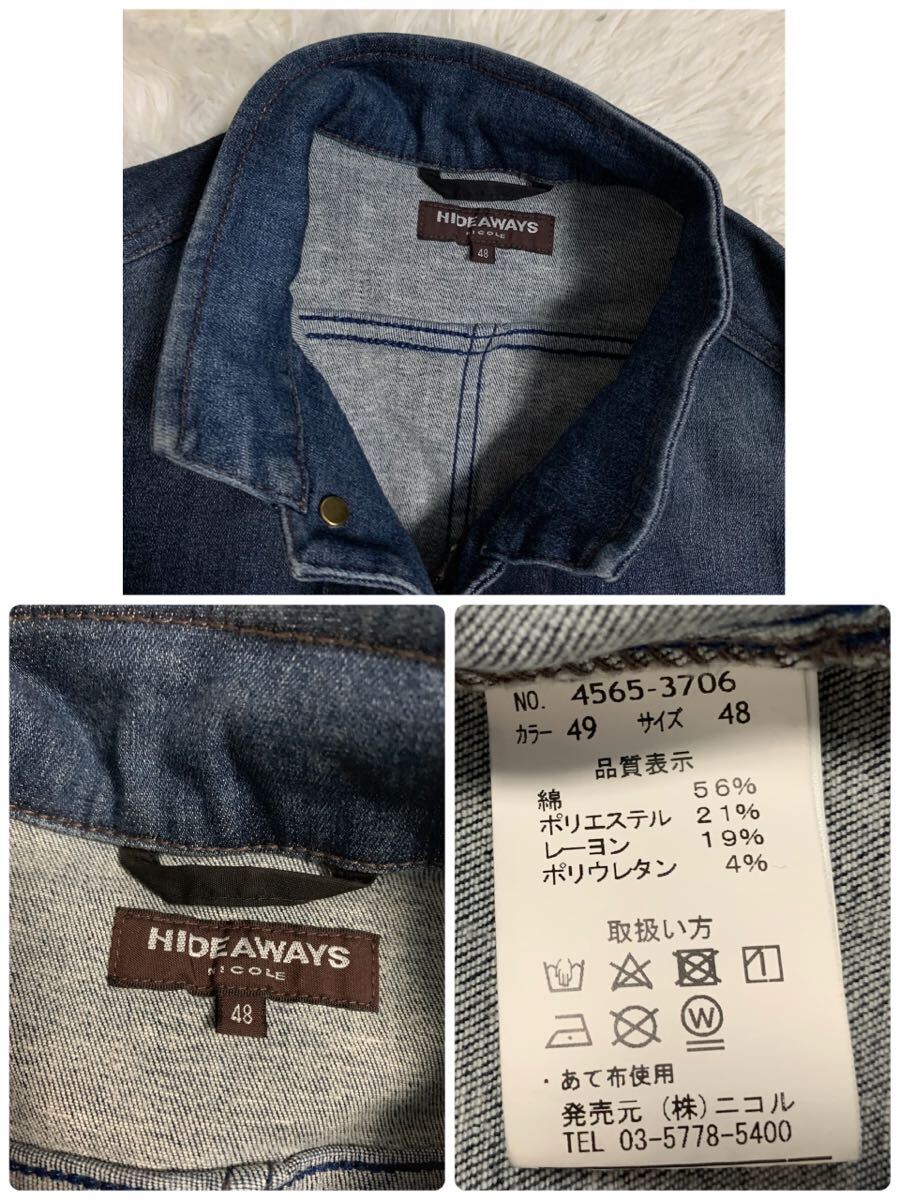 HIDEAWAYS
NICOLE
48
HIDEAWAYS
NICOLE
48
NO. 4565-3706
カラー 49 サイズ 48
品質表示
綿 56%
ポリエステル 21%
レーヨン 19%
ポリウレタン 4%
取扱い方
W
・あて布使用
発売元 (株)ニコル
TEL 03-5778-5400